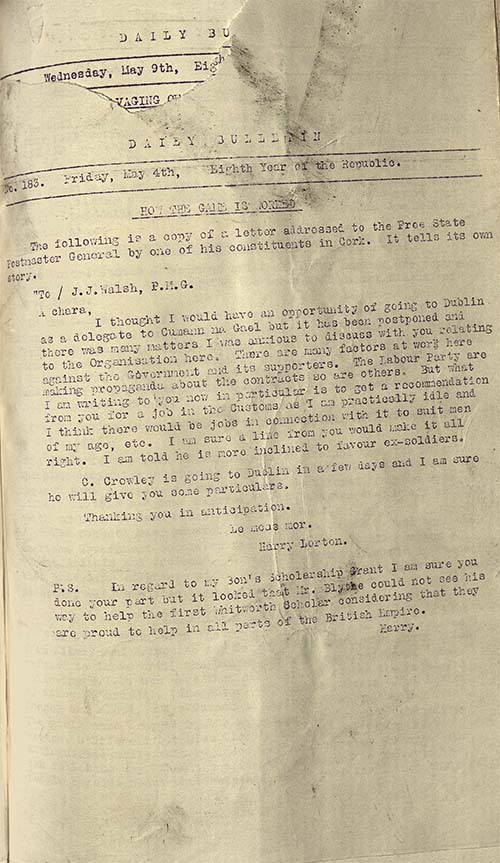 DAILY BU
Wednesday, May 9th, Eigh
VAGING
DAILY BULLETIN
No. 183. Friday, May 4th, Eighth Year of the Republic.
HOW THE GAME IS WORKED
The following is a copy of a letter addressed to the Free State
Postmaster General by one of his constituents in Cork. It tells its own
story.
"To / J.J.Walsh, P.M.G.
A chara,
I thought I would have an opportunity of going to Dublin
as a delegate to Cumann na Gael but it has been postponed and
there was many matters I was anxious to discuss with you relating
to the Organisation here. There are many factors at work here
against the Government and its supporters. The Labour Party are
making propaganda about the contracts so are others. But what
I am writing to you now in particular is to get a recommendation
from you for a job in the Customs as I am practically idle and
I think there would be jobs in connection with it to suit men
of my age, etc. I am sure a line from you would make it all
right. I am told he is more inclined to favour ex-soldiers.
C. Crowley is going to Dublin in a few days and I am sure
he will give you some particulars.
Thanking you in anticipation.
Le meas mor.
Harry Lorton.
P.S. In regard to my Son's Scholarship Grant I am sure you
done your part but it looked that Mr. Blythe could not see his
way to help the first Whitworth Scholar considering that they
are proud to help in all parts of the British Empire.
Harry.